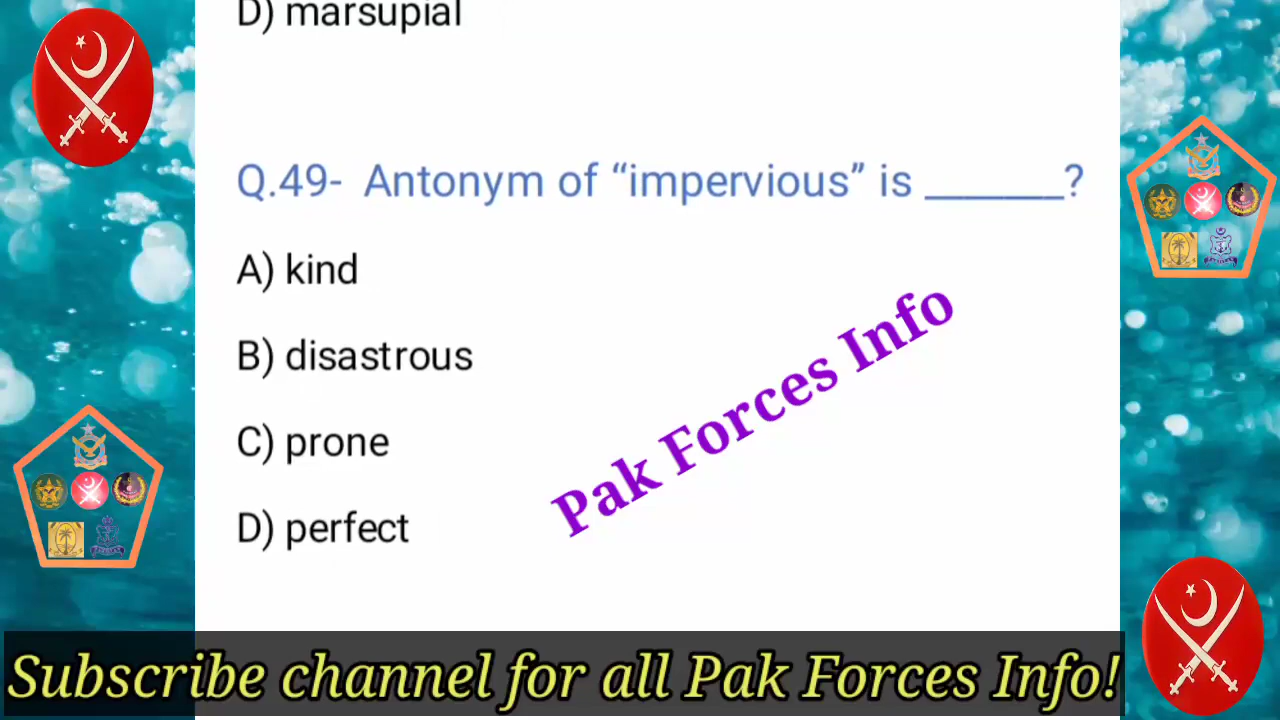 D) marsupial
Q.49- Antonym of “impervious” is _______?
A) kind
B) disastrous
C) prone
D) perfect
Pak Forces Info
Subscribe channel for all Pak Forces Info!